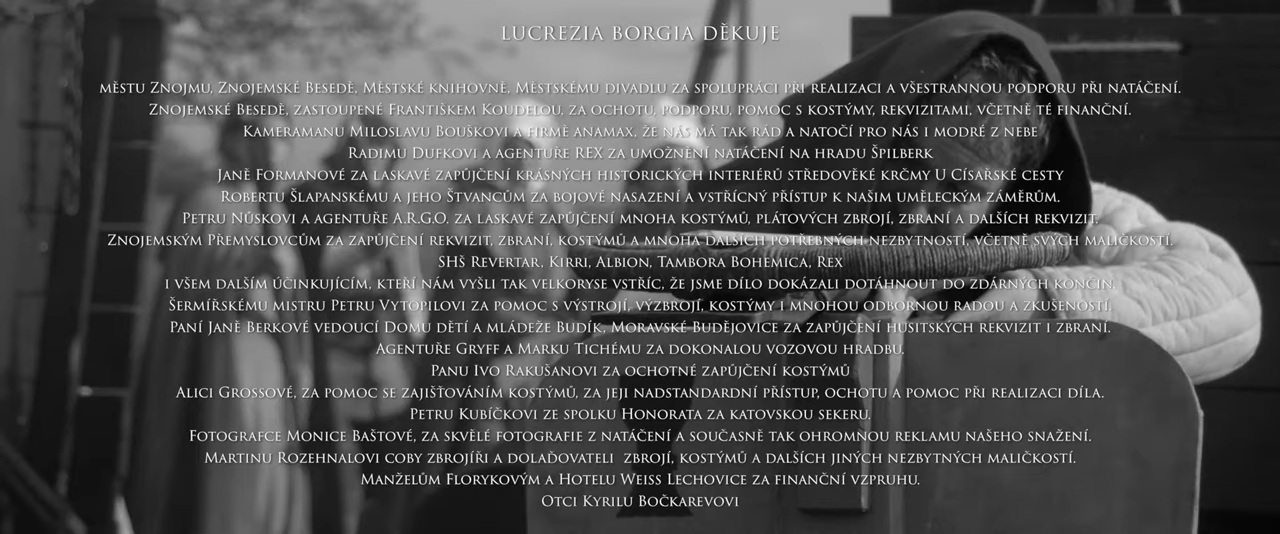 LUCREZIA BORGIA DĚKUJE
MĚSTU ZNOJMU, ZNOJEMSKÉ BESEDĚ, MĚSTSKÉ KNIHOVNĚ, MĚSTSKÉMU DIVADLU ZA SPOLUPRÁCI PŘI REALIZACI A VŠESTRANNOU PODPORU PŘI NATÁČENÍ.
ZNOJEMSKÉ BESEDĚ, ZASTOUPENÉ FRANTIŠKEM KOUDELOU, ZA OCHOTU, PODPORU, POMOC S KOSTÝMY, REKVIZITAMI, VČETNĚ TÉ FINANČNÍ.
KAMERAMANU MILOSLAVU BOUŠKOVI A FIRMĚ ANAMAX, ŽE NÁS MÁ TAK RÁD A NATOČÍ PRO NÁS I MODRÉ Z NEBE
RADIMU DUFKOVI A AGENTUŘE REX ZA UMOŽNĚNÍ NATÁČENÍ NA HRADU ŠPILBERK
JANĚ FORMANOVÉ ZA LASKAVÉ ZAPŮJČENÍ KRÁSNÝCH HISTORICKÝCH INTERIÉRŮ STŘEDOVĚKÉ KRČMY U CÍSAŘSKÉ CESTY
ROBERTU ŠLAPANSKÉMU A JEHO ŠTVANCŮM ZA BOJOVÉ NASAZENÍ A VSTŘÍCNÝ PŘÍSTUP K NAŠIM UMĚLECKÝM ZÁMĚRŮM.
PETRU NŮSKOVI A AGENTUŘE A.R.G.O. ZA LASKAVÉ ZAPŮJČENÍ MNOHA KOSTÝMŮ, PLÁTOVÝCH ZBROJÍ, ZBRANÍ A DALŠÍCH REKVIZIT.
ZNOJEMSKÝM PŘEMYSLOVCŮM ZA ZAPŮJČENÍ REKVIZIT, ZBRANÍ, KOSTÝMŮ A MNOHA DALŠÍCH POTŘEBNÝCH NEZBYTNOSTÍ, VČETNĚ SVÝCH MALIČKOSTÍ.
SHŠ REVERTAR, KIRRI, ALBION, TAMBORA BOHEMICA, REX
I VŠEM DALŠÍM ÚČINKUJÍCÍM, KTEŘÍ NÁM VYŠLI TAK VELKORYSE VSTŘÍC, ŽE JSME DÍLO DOKÁZALI DOTÁHNOUT DO ZDÁRNÝCH KONČIN.
ŠERMÍŘSKÉMU MISTRU PETRU VYTOPILOVI ZA POMOC S VÝSTROJÍ, VÝZBROJÍ, KOSTÝMY I MNOHOU ODBORNOU RADOU A ZKUŠENOSTÍ.
PANÍ JANĚ BERKOVÉ VEDOUCÍ DOMU DĚTÍ A MLÁDEŽE BUDÍK, MORAVSKÉ BUDĚJOVICE ZA ZAPŮJČENÍ HUSITSKÝCH REKVIZIT I ZBRANÍ.
AGENTUŘE GRYFF A MARKU TICHÉMU ZA DOKONALOU VOZOVOU HRADBU.
PANU IVO RAKUŠANOVI ZA OCHOTNÉ ZAPŮJČENÍ KOSTÝMŮ
ALICI GROSSOVÉ, ZA POMOC SE ZAJIŠŤOVÁNÍM KOSTÝMŮ, ZA JEJI NADSTANDARDNÍ PŘÍSTUP, OCHOTU A POMOC PŘI REALIZACI DÍLA.
PETRU KUBÍČKOVI ZE SPOLKU HONORATA ZA KATOVSKOU SEKERU.
FOTOGRAFCE MONICE BAŠTOVÉ, ZA SKVĚLÉ FOTOGRAFIE Z NATÁČENÍ A SOUČASNĚ TAK OHROMNOU REKLAMU NAŠEHO SNAŽENÍ.
MARTINU ROZEHNALOVI COBY ZBROJÍŘI A DOLAĎOVATELI ZBROJÍ, KOSTÝMŮ A DALŠÍCH JINÝCH NEZBYTNÝCH MALIČKOSTÍ.
MANŽELŮM FLORYKOVÝM A HOTELU WEISS LECHOVICE ZA FINANČNÍ VZPRUHU.
OTCI KYRILU BOČKAREVOVI